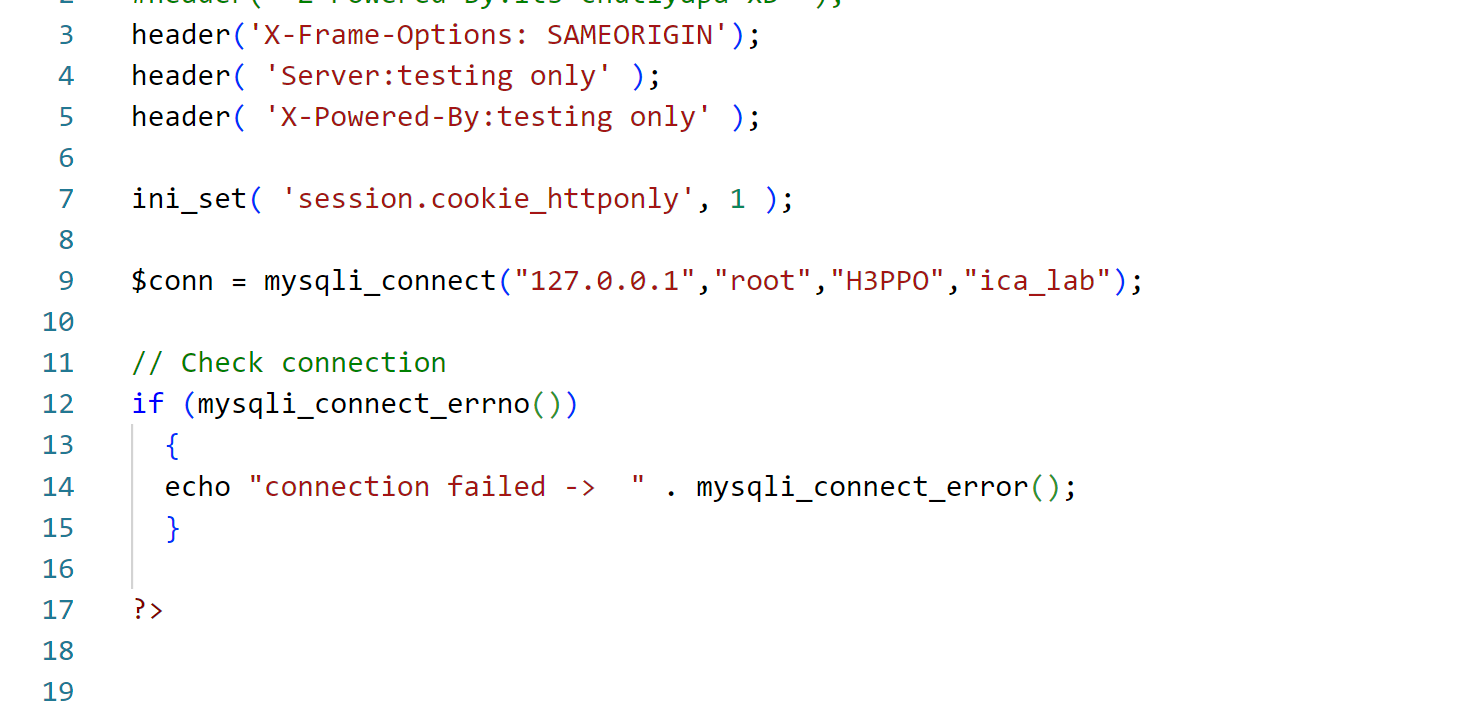 2
3 header('X-Frame-Options: SAMEORIGIN');
4 header( 'Server:testing only' );
5 header( 'X-Powered-By:testing only' );
6
7 ini_set( 'session.cookie_httponly', 1 );
8
9 $conn = mysqli_connect("127.0.0.1","root","H3PPO","ica_lab");
10
11 // Check connection
12 if (mysqli_connect_errno())
13 {
14 echo "connection failed ->  " . mysqli_connect_error();
15 }
16
17 ?>
18
19